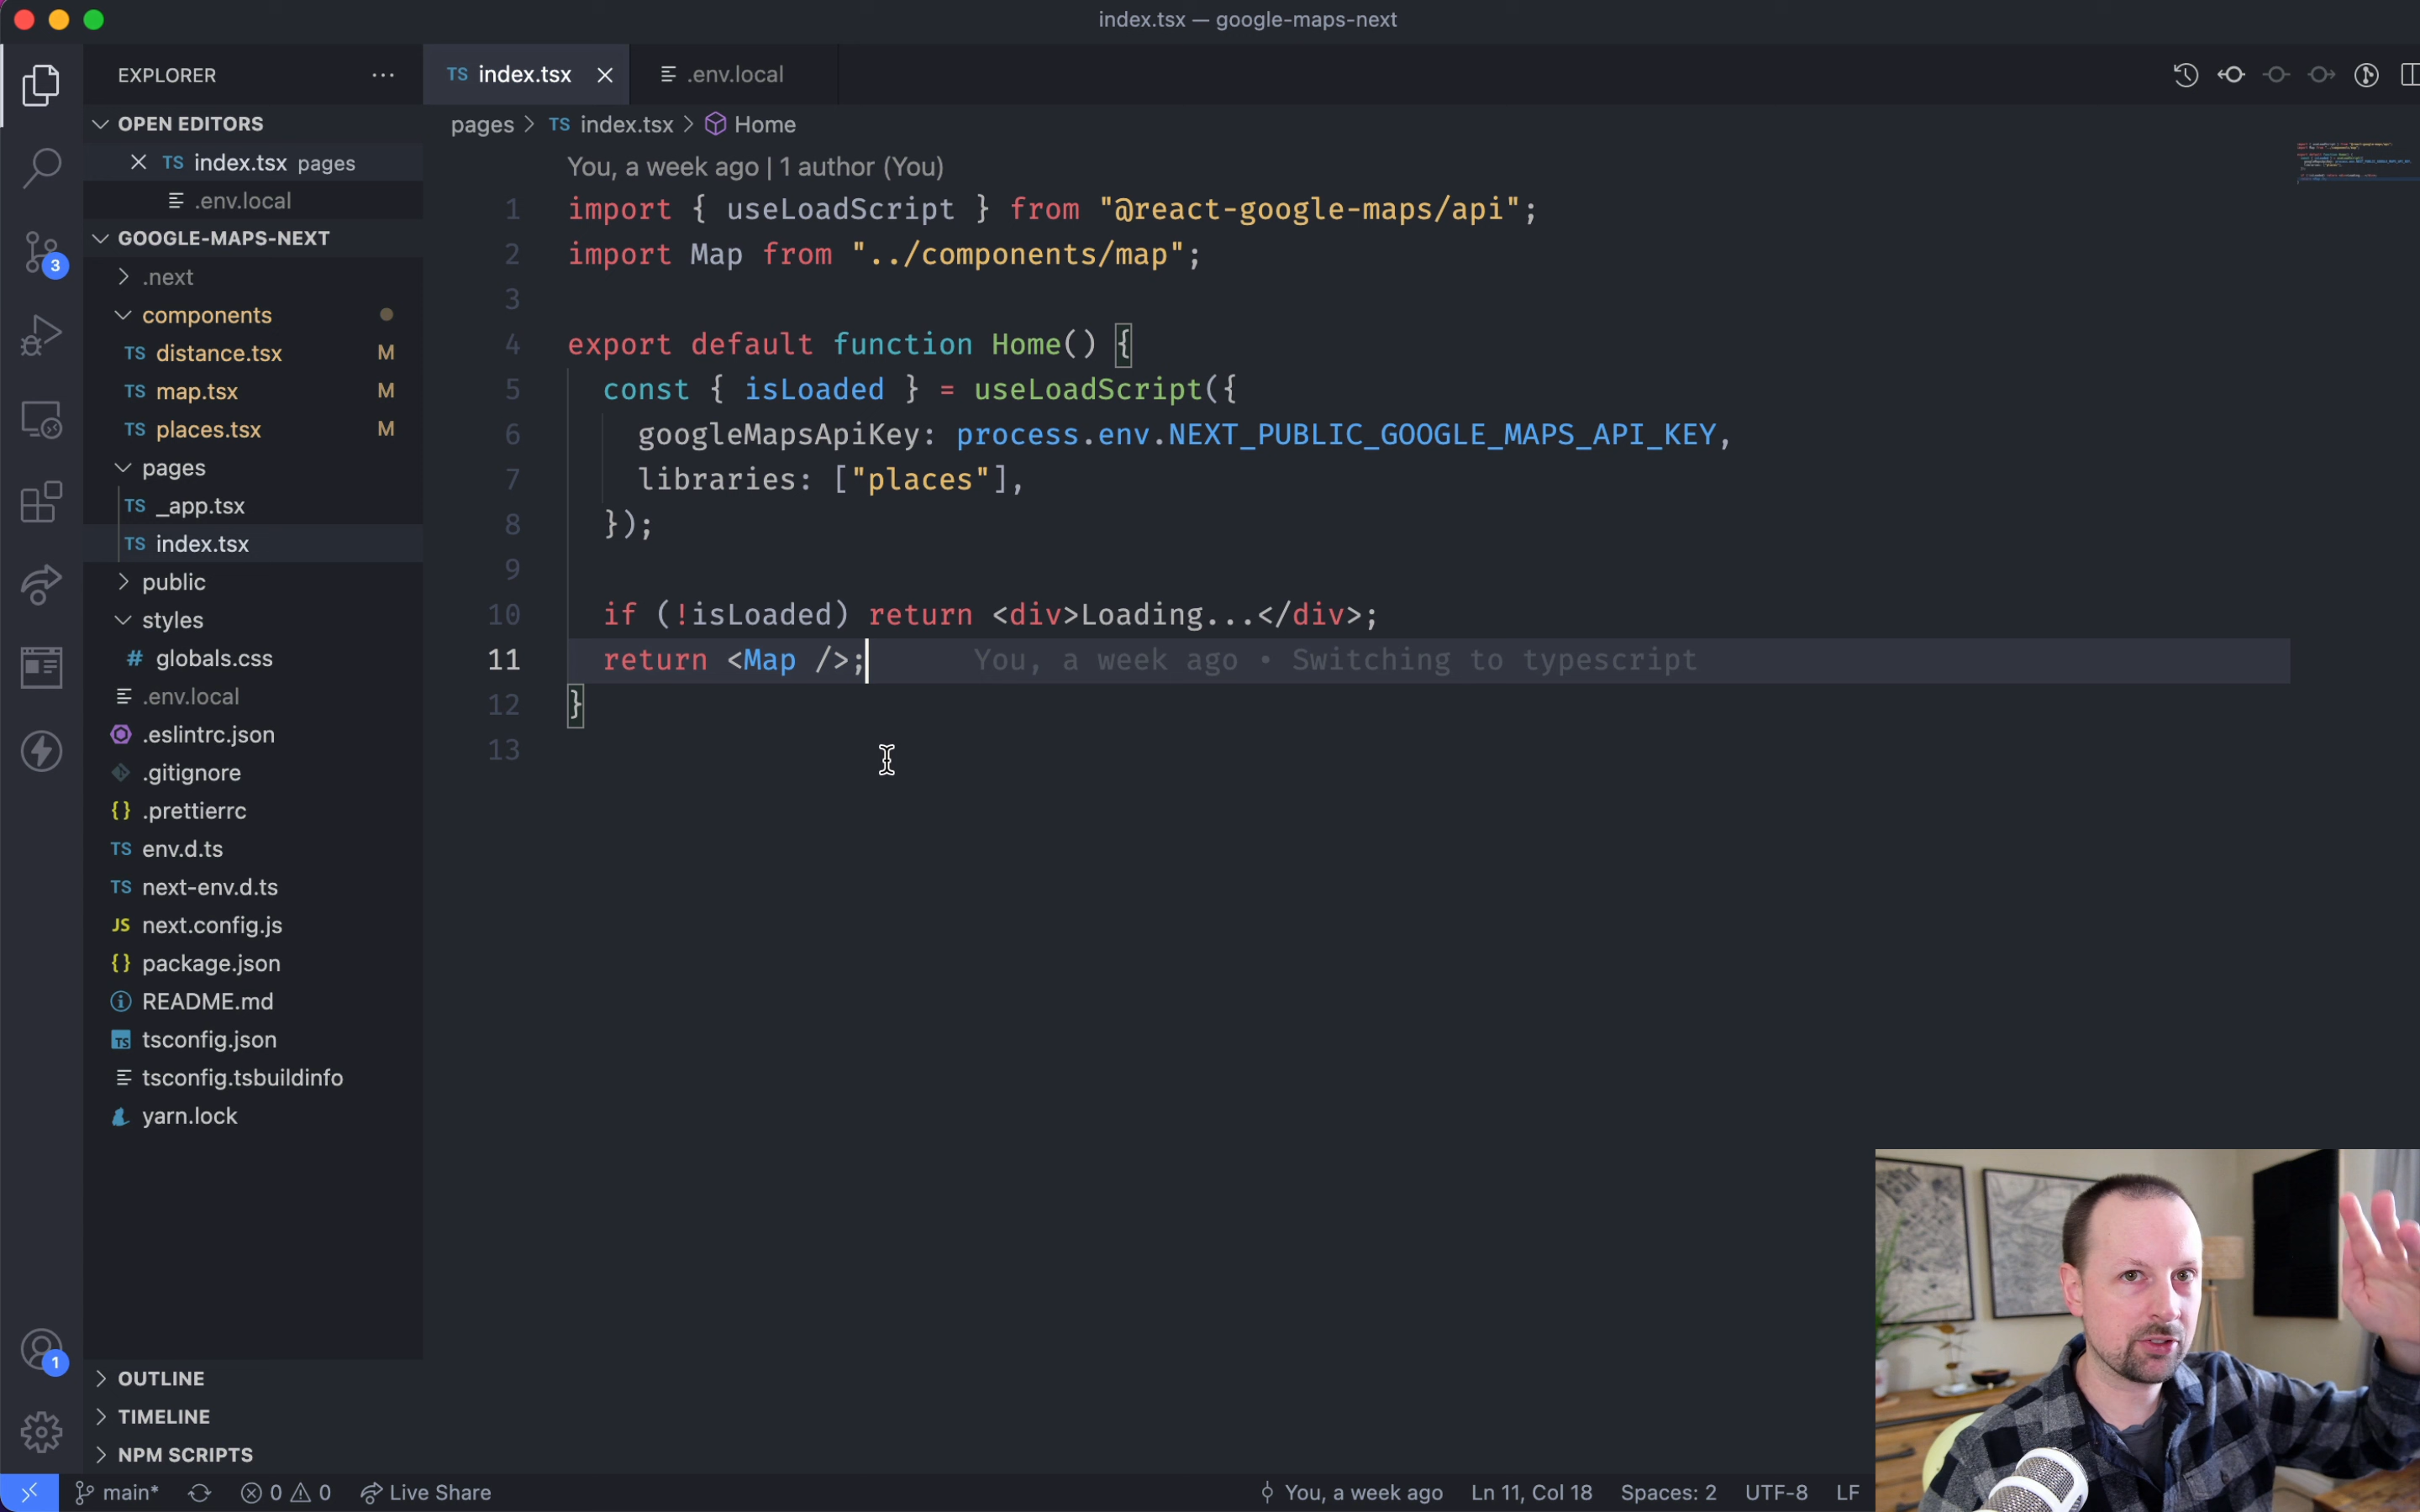 index.tsx — google-maps-next
EXPLORER
TS index.tsx
.env.local
OPEN EDITORS
TS index.tsx pages
.env.local
GOOGLE-MAPS-NEXT
.next
components
TS distance.tsx M
TS map.tsx M
TS places.tsx M
pages
TS _app.tsx
TS index.tsx
public
styles
# globals.css
.env.local
.eslintrc.json
.gitignore
{} .prettierrc
TS env.d.ts
TS next-env.d.ts
JS next.config.js
{} package.json
README.md
TS tsconfig.json
tsconfig.tsbuildinfo
yarn.lock
OUTLINE
TIMELINE
NPM SCRIPTS
3
1
pages > TS index.tsx > Home
You, a week ago | 1 author (You)
1 import { useLoadScript } from "@react-google-maps/api";
2 import Map from "../components/map";
3
4 export default function Home() {
5 const { isLoaded } = useLoadScript({
6 googleMapsApiKey: process.env.NEXT_PUBLIC_GOOGLE_MAPS_API_KEY,
7 libraries: ["places"],
8 });
9
10 if (!isLoaded) return <div>Loading...</div>;
11 return <Map />; You, a week ago • Switching to typescript
12 }
13
main* 0 0 Live Share You, a week ago Ln 11, Col 18 Spaces: 2 UTF-8 LF